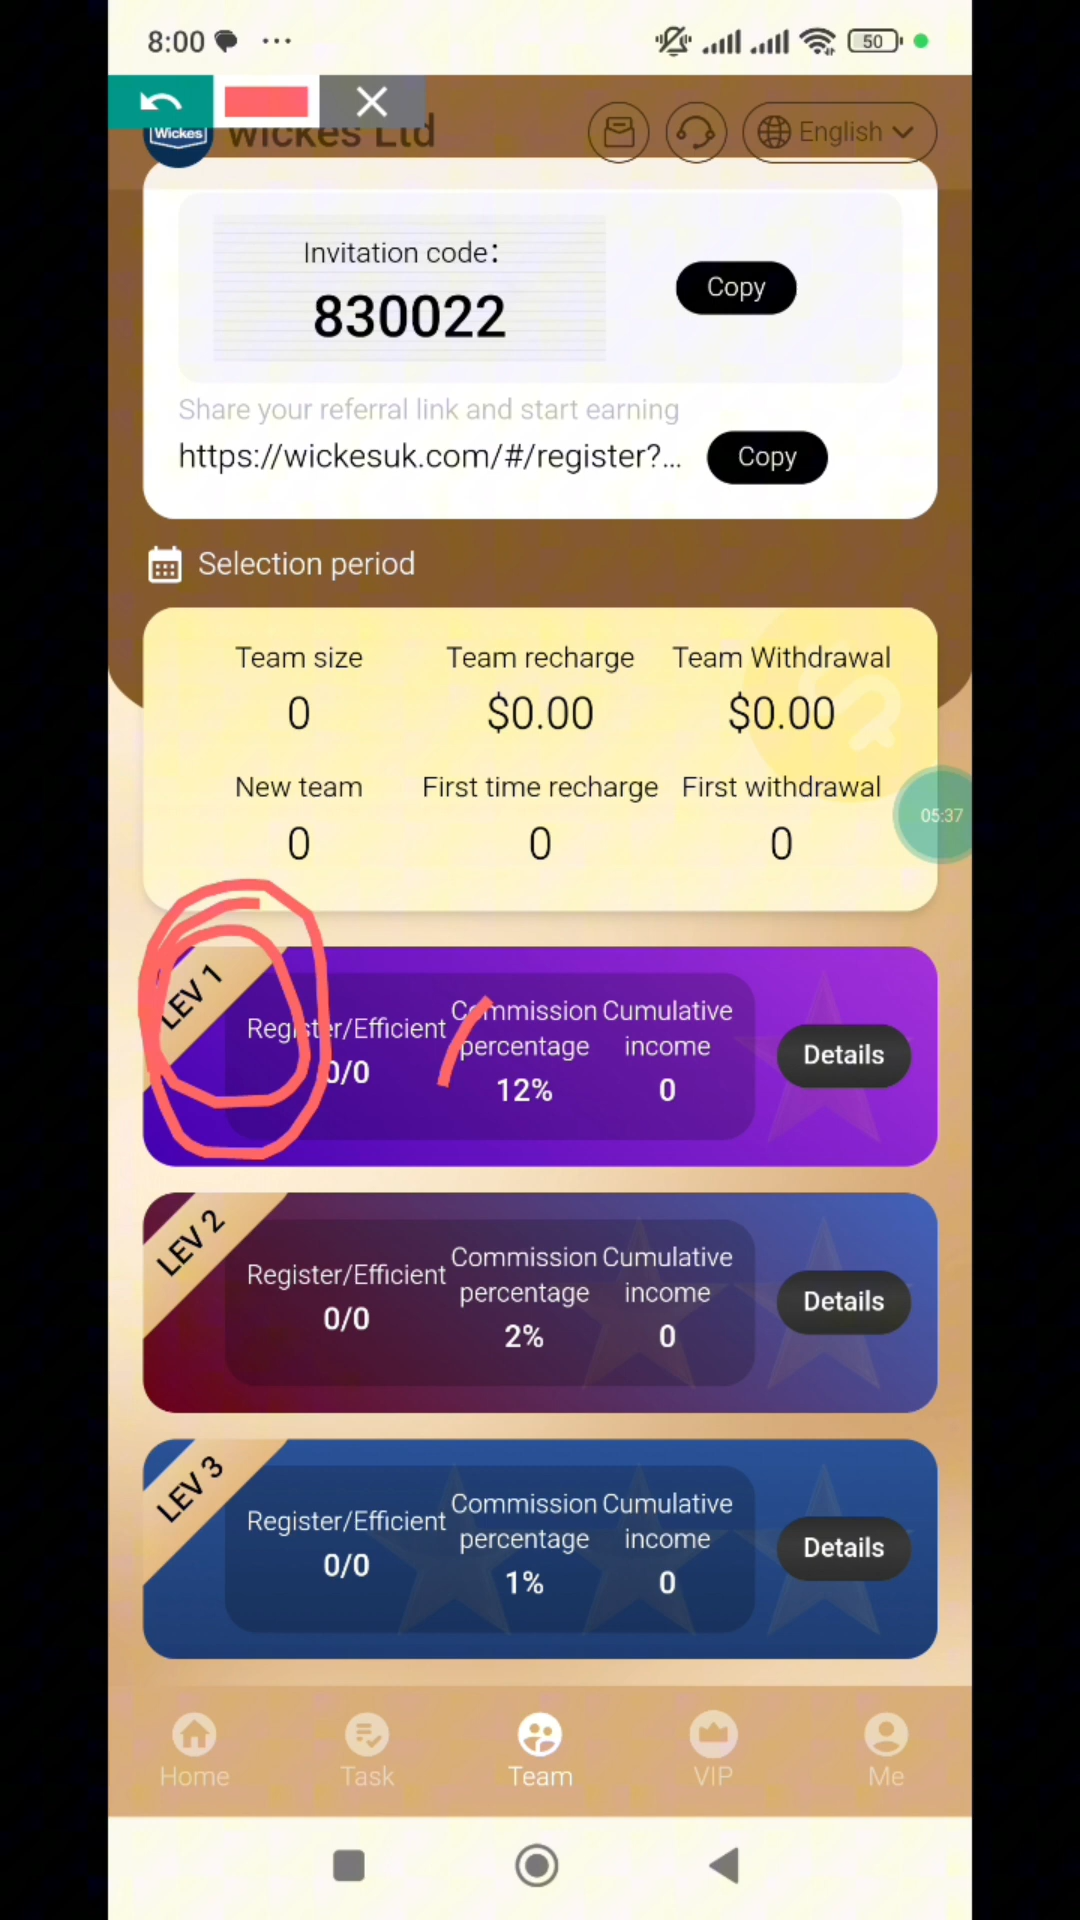 8:00
50
Wickes
Wickes Ltd
English
Invitation code:
830022
Copy
Share your referral link and start earning
https://wickesuk.com/#/register?...
Copy
Selection period
Team size
Team recharge
Team Withdrawal
0
$0.00
$0.00
New team
First time recharge
First withdrawal
0
0
0
05:37
LEV 1
Register/Efficient
0/0
Commission percentage
12%
Cumulative income
0
Details
LEV 2
Register/Efficient
0/0
Commission percentage
2%
Cumulative income
0
Details
LEV 3
Register/Efficient
0/0
Commission percentage
1%
Cumulative income
0
Details
Home
Task
Team
VIP
Me